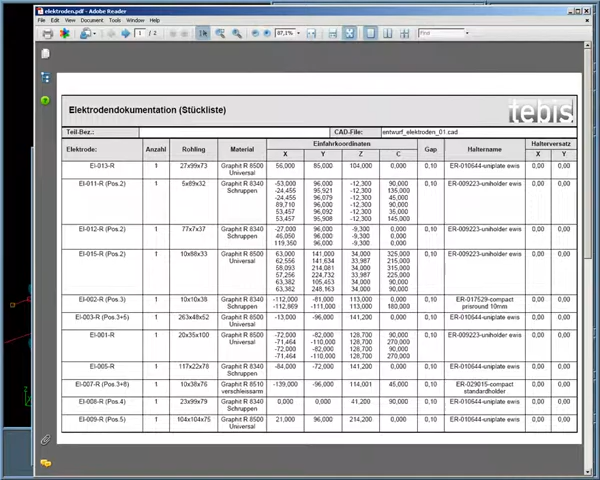 elektroden.pdf - Adobe Reader
File Edit View Document Tools Window Help
1 / 2 87,1% Find
Elektrodendokumentation (Stückliste)
tebis
Teil-Bez.: CAD-File: entwurf_elektroden_01.cad
Elektrode: Anzahl Rohling Material Einfahrkoordinaten Gap Haltername Halterversatz
X Y Z C X Y
El-013-R 1 27x99x73 Graphit R 8500 56,000 85,000 104,000 0,000 0,10 ER-010644-uniplate ewis 0,00 0,00
Universal
El-011-R (Pos.2) 1 5x89x32 Graphit R 8340 -53,000 96,000 -12,300 90,000 0,10 ER-009223-uniholder ewis 0,00 0,00
Schruppen -24,455 95,921 -12,300 135,000
-24,455 96,079 -12,300 45,000
89,710 96,000 -12,300 90,000
53,457 96,092 -12,300 35,000
53,457 95,908 -12,300 145,000
El-012-R (Pos.2) 1 77x7x37 Graphit R 8340 -27,000 96,000 -9,300 0,000 0,10 ER-009223-uniholder ewis 0,00 0,00
Schruppen 46,050 96,000 -9,300 0,000
119,350 96,000 -9,300 0,000
El-015-R (Pos.2) 1 10x88x33 Graphit R 8500 63,000 141,000 34,000 325,000 0,10 ER-009223-uniholder ewis 0,00 0,00
Universal 62,556 141,634 33,987 215,000
58,093 214,081 34,000 315,000
57,256 224,732 33,987 225,000
63,382 105,453 34,000 0,000
63,382 248,163 34,000 90,000
El-002-R (Pos.3) 1 10x10x38 Graphit R 8340 -112,000 -81,000 113,000 0,000 0,10 ER-017529-compact 0,00 0,00
Schruppen -112,869 -111,000 113,000 180,000 prisround 10mm
El-003-R (Pos.3+5) 1 263x48x52 Graphit R 8500 -13,000 -96,000 141,200 0,000 0,10 ER-010644-uniplate ewis 0,00 0,00
Universal
El-001-R 1 20x35x100 Graphit R 8500 -72,000 -82,000 128,700 90,000 0,10 ER-009223-uniholder ewis 0,00 0,00
Universal -71,464 -110,000 128,700 270,000
-72,000 -82,000 128,700 90,000
-71,464 -110,000 128,700 270,000
El-005-R 1 117x22x78 Graphit R 8340 -84,000 -72,000 141,200 0,000 0,10 ER-010644-uniplate ewis 0,00 0,00
Schruppen
El-007-R (Pos.3+8) 1 10x38x76 Graphit R 8510 -139,000 -96,000 114,001 45,000 0,10 ER-029015-compact 0,00 0,00
verschleissarm standardholder
El-008-R (Pos.4) 1 23x99x79 Graphit R 8340 0,000 0,000 41,200 90,000 0,10 ER-010644-uniplate ewis 0,00 0,00
Schruppen
El-009-R (Pos.5) 1 104x104x75 Graphit R 8500 21,000 96,000 214,200 0,000 0,10 ER-010644-uniplate ewis 0,00 0,00
Universal